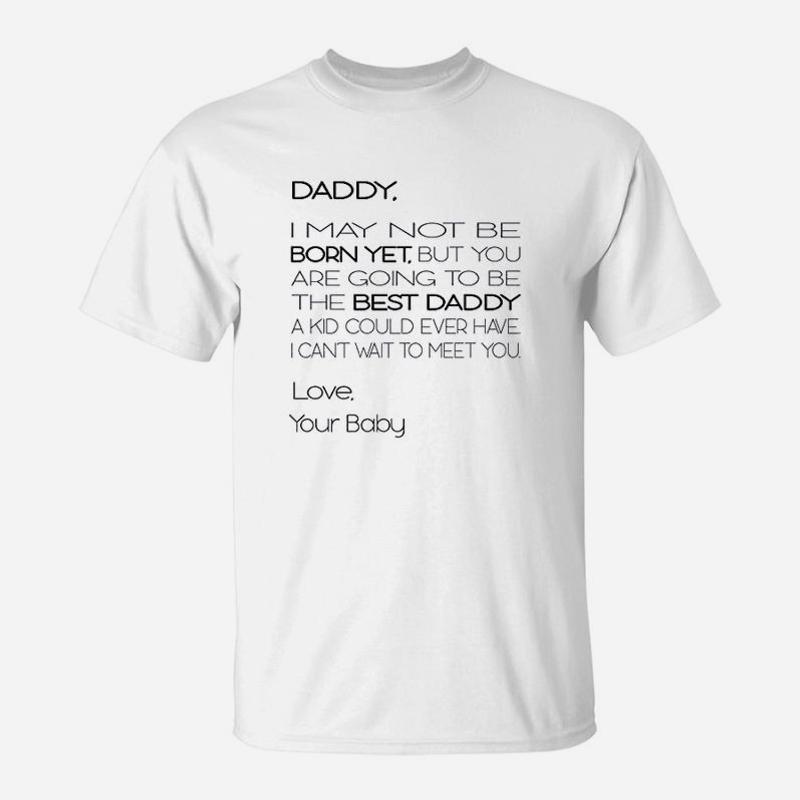 DADDY,
I MAY NOT BE
BORN YET, BUT YOU
ARE GOING TO BE
THE BEST DADDY
A KID COULD EVER HAVE.
I CAN'T WAIT TO MEET YOU.
Love,
Your Baby